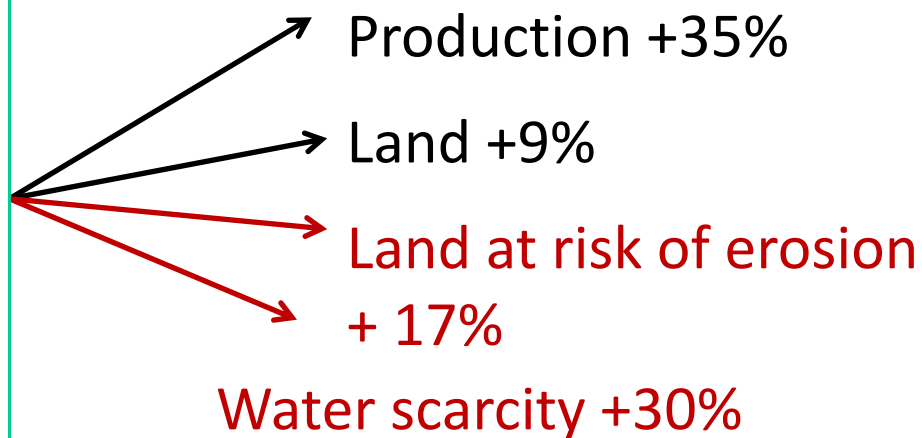 Production +35%
Land +9%
Land at risk of erosion
+ 17%
Water scarcity +30%